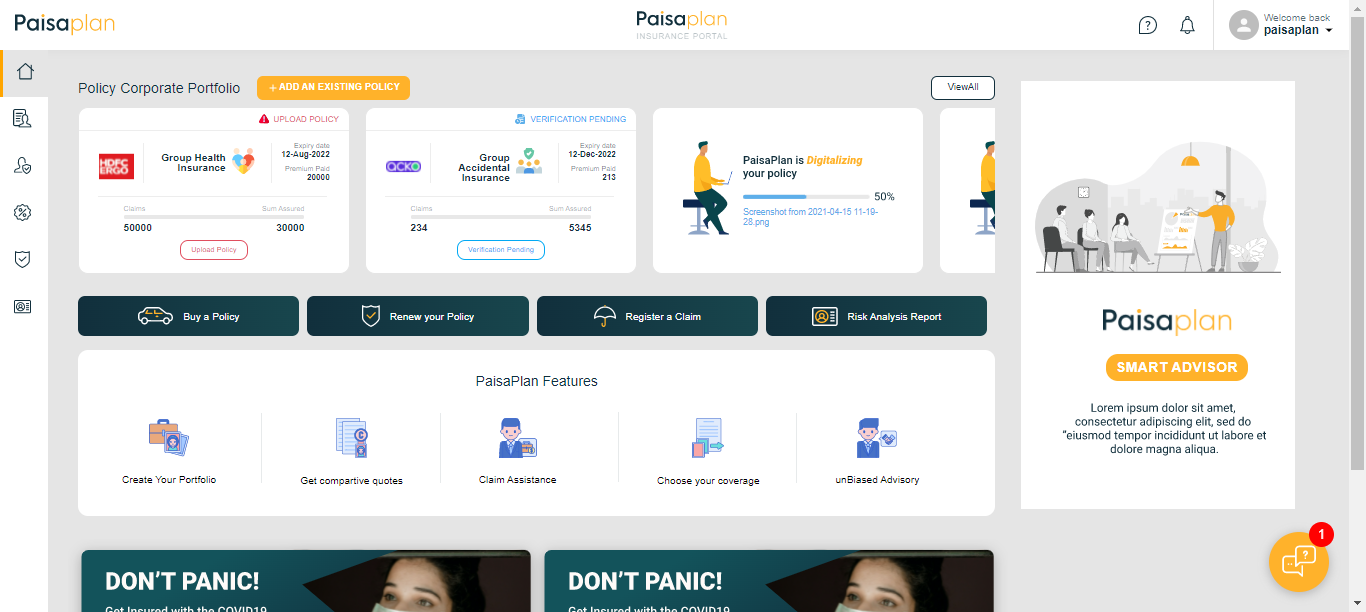 Paisaplan
Paisaplan
INSURANCE PORTAL
?
Welcome back
paisaplan
Policy Corporate Portfolio
+ ADD AN EXISTING POLICY
ViewAll
UPLOAD POLICY
HDFC
ERGO
Group Health
Insurance
Expiry date
12-Aug-2022
Premium Paid
20000
Claims
Sum Assured
50000
30000
Upload Policy
VERIFICATION PENDING
ACKO
Group
Accidental
Insurance
Expiry date
12-Dec-2022
Premium Paid
213
Claims
Sum Assured
234
5345
Verification Pending
PaisaPlan is Digitalizing
your policy
50%
Screenshot from 2021-04-15 11-19-
28.png
Buy a Policy
Renew your Policy
Register a Claim
Risk Analysis Report
PaisaPlan Features
Create Your Portfolio
Get compartive quotes
Claim Assistance
Choose your coverage
unBiased Advisory
Paisaplan
SMART ADVISOR
Lorem ipsum dolor sit amet,
consectetur adipiscing elit, sed do
“eiusmod tempor incididunt ut labore et
dolore magna aliqua.
1
DON’T PANIC!
Get Insured with the COVID19
DON’T PANIC!
Get Insured with the COVID19